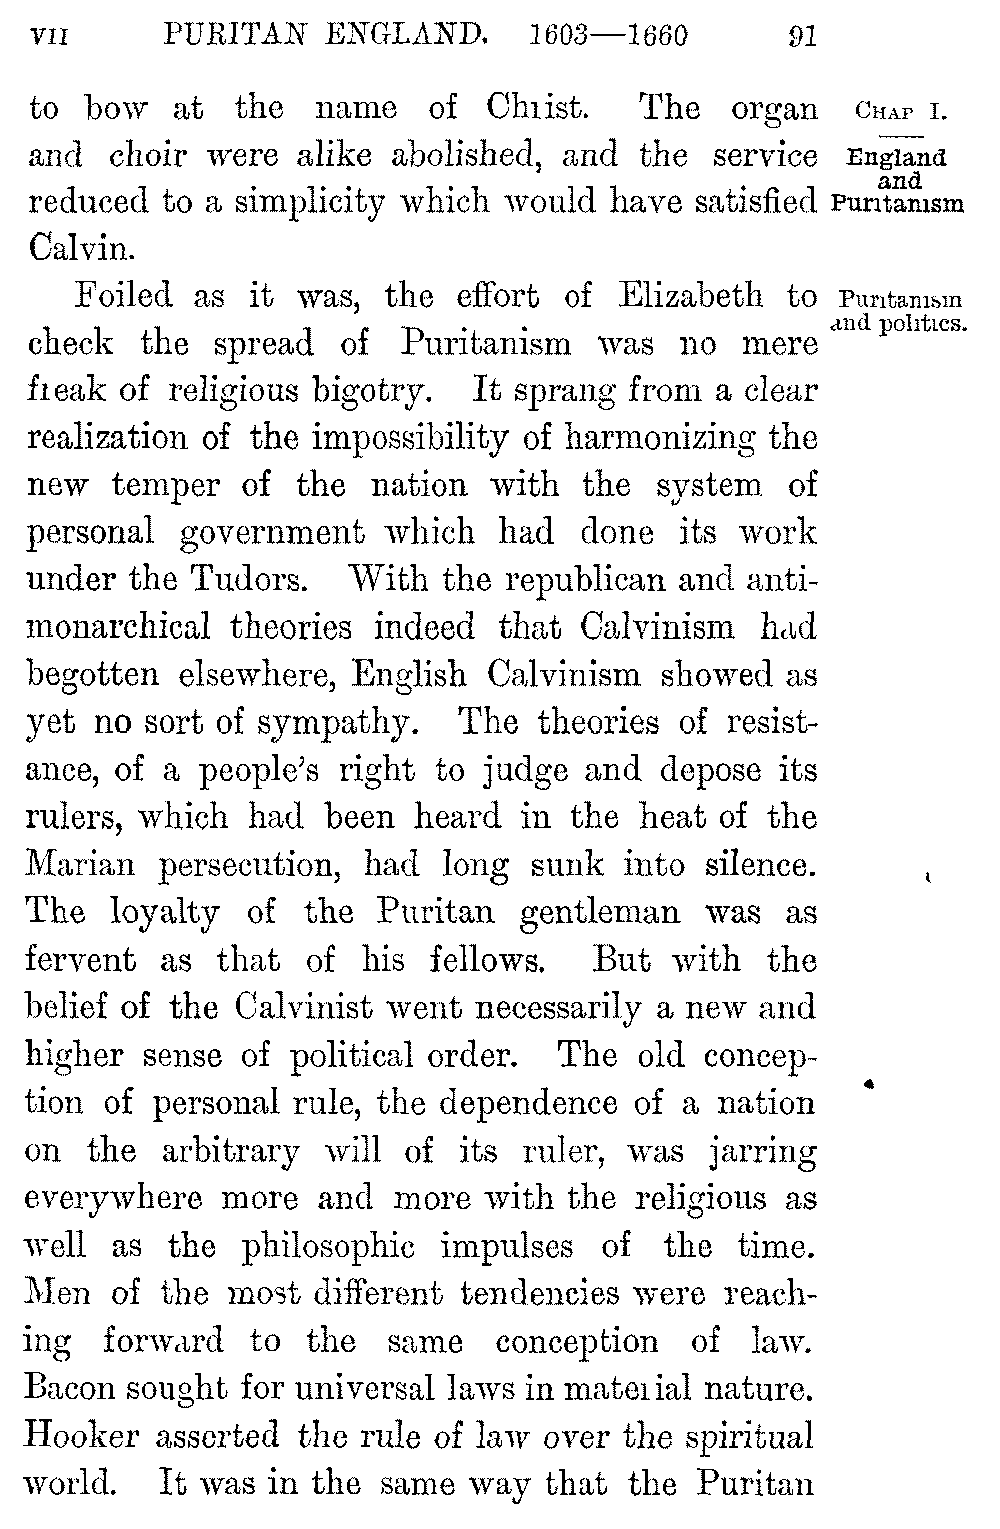 VII PURITAN ENGLAND. 1603—1660 91
to bow at the name of Christ. The organ
and choir were alike abolished, and the service
reduced to a simplicity which would have satisfied
Calvin.
CHAP I.
England
and
Puritanism
Foiled as it was, the effort of Elizabeth to
check the spread of Puritanism was no mere
freak of religious bigotry. It sprang from a clear
realization of the impossibility of harmonizing the
new temper of the nation with the system of
personal government which had done its work
under the Tudors. With the republican and anti-
monarchical theories indeed that Calvinism had
begotten elsewhere, English Calvinism showed as
yet no sort of sympathy. The theories of resist-
ance, of a people's right to judge and depose its
rulers, which had been heard in the heat of the
Marian persecution, had long sunk into silence.
The loyalty of the Puritan gentleman was as
fervent as that of his fellows. But with the
belief of the Calvinist went necessarily a new and
higher sense of political order. The old concep-
tion of personal rule, the dependence of a nation
on the arbitrary will of its ruler, was jarring
everywhere more and more with the religious as
well as the philosophic impulses of the time.
Men of the most different tendencies were reach-
ing forward to the same conception of law.
Bacon sought for universal laws in material nature.
Hooker asserted the rule of law over the spiritual
world. It was in the same way that the Puritan
Puritanism
and politics.